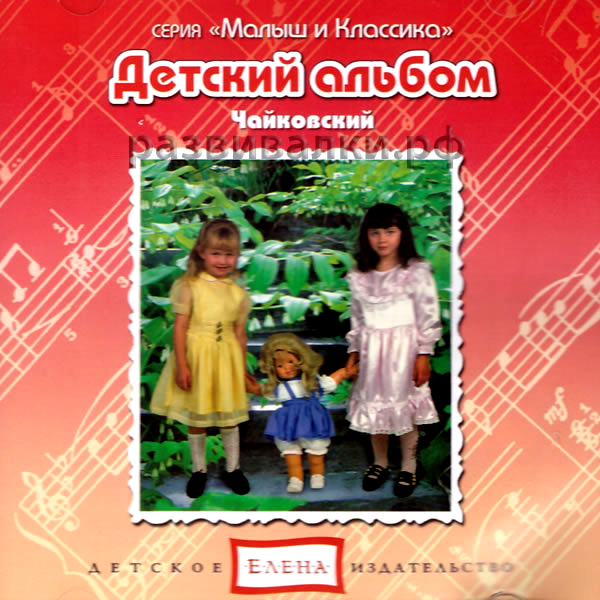 СЕРИЯ «Малыш и Классика»
Детский альбом
Чайковский
развивалки.рф
ДЕТСКОЕ ЕЛЕНА ИЗДАТЕЛЬСТВО